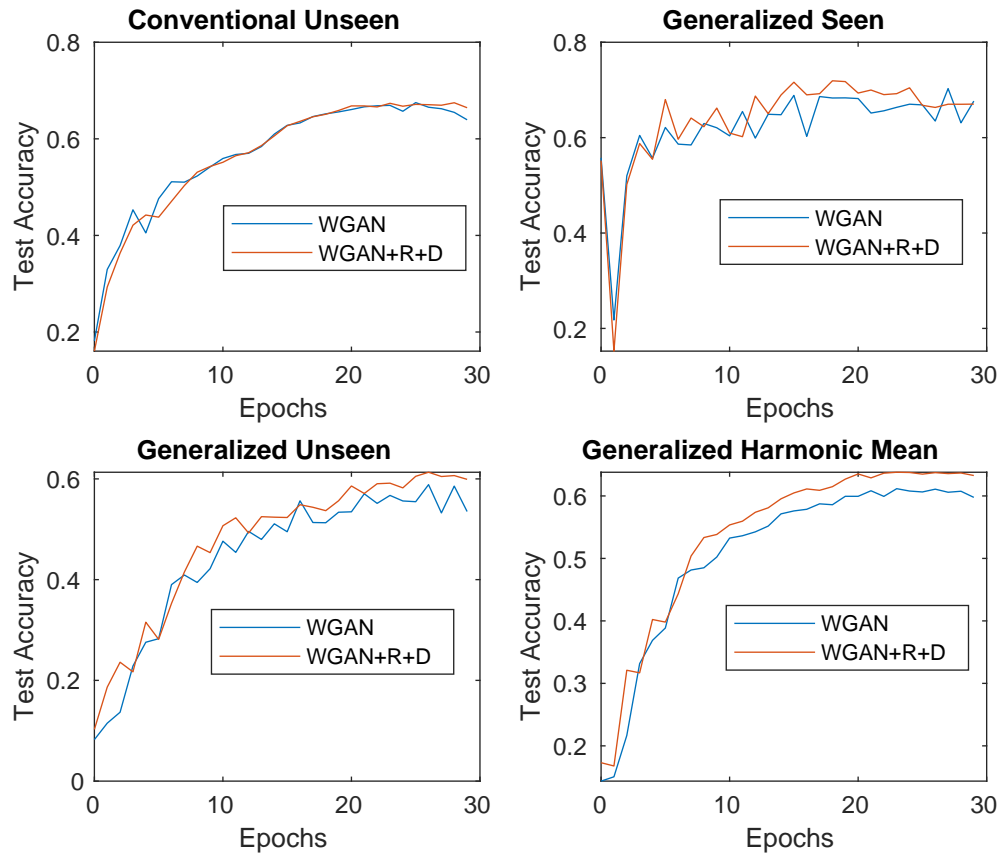 Conventional Unseen
0.8
0.6
0.4
0.2
Test Accuracy
WGAN
WGAN+R+D
0 10 20 30
Epochs
Generalized Seen
0.8
0.6
0.4
0.2
Test Accuracy
WGAN
WGAN+R+D
0 10 20 30
Epochs
Generalized Unseen
0.6
0.4
0.2
0
Test Accuracy
WGAN
WGAN+R+D
0 10 20 30
Epochs
Generalized Harmonic Mean
0.6
0.5
0.4
0.3
0.2
Test Accuracy
WGAN
WGAN+R+D
0 10 20 30
Epochs